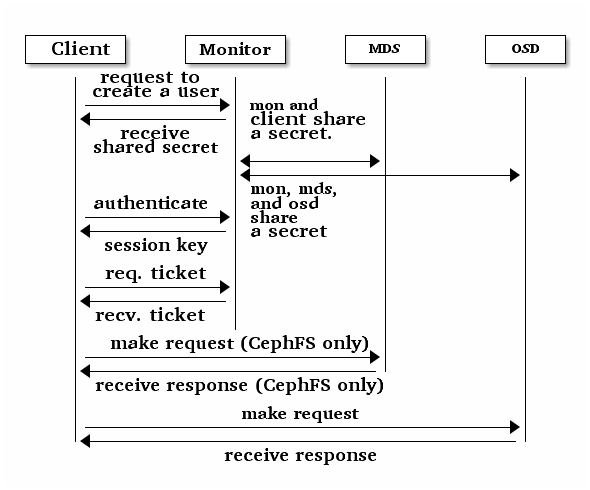 Client
Monitor
MDS
OSD
request to
create a user
mon and
client share
a secret.
receive
shared secret
mon, mds,
and osd
share
a secret
authenticate
session key
req. ticket
recv. ticket
make request (CephFS only)
receive response (CephFS only)
make request
receive response